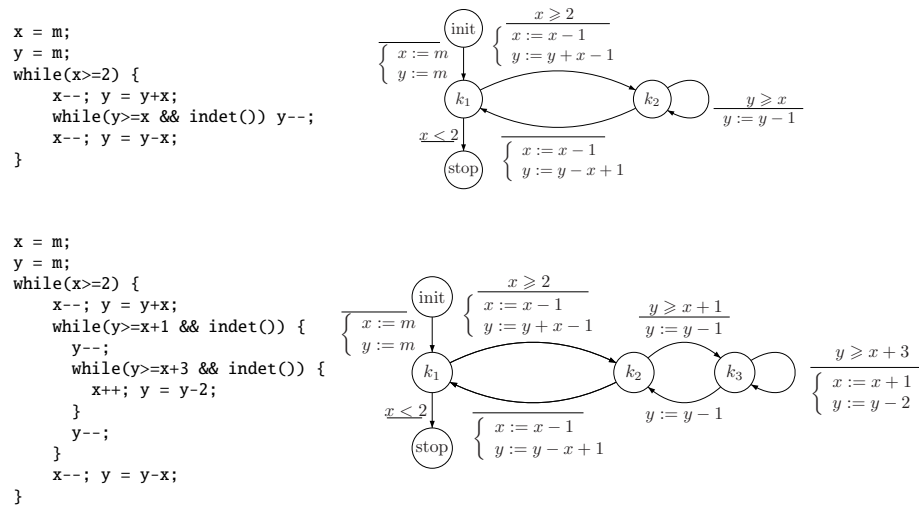 x = m;
y = m;
while(x>=2) {
x--; y = y+x;
while(y>=x && indet()) y--;
x--; y = y-x;
}
init
x := m
y := m
x ⩾ 2
x := x − 1
y := y + x − 1
k₁
k₂
y ⩾ x
y := y − 1
x < 2
x := x − 1
y := y − x + 1
stop
x = m;
y = m;
while(x>=2) {
x--; y = y+x;
while(y>=x+1 && indet()) {
y--;
while(y>=x+3 && indet()) {
x++; y = y-2;
}
y--;
}
x--; y = y-x;
}
init
x := m
y := m
x ⩾ 2
x := x − 1
y := y + x − 1
y ⩾ x + 1
y := y − 1
k₁
k₂
k₃
y ⩾ x + 3
x := x + 1
y := y − 2
x < 2
x := x − 1
y := y − x + 1
y := y − 1
stop